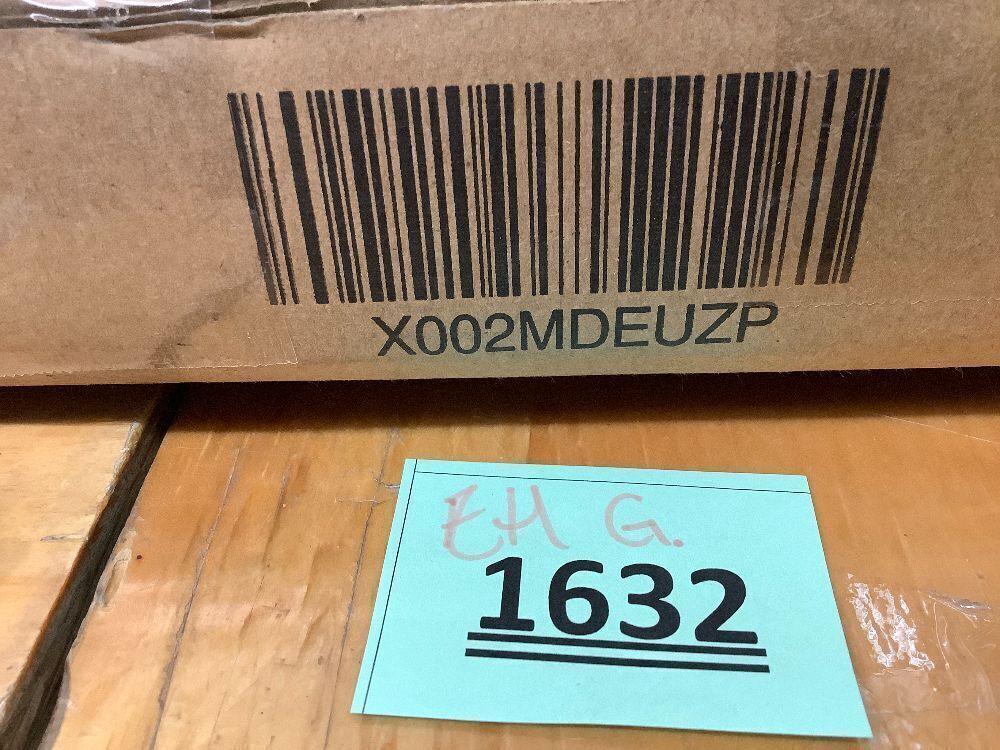 X002MDEUZP
EH G.
1632